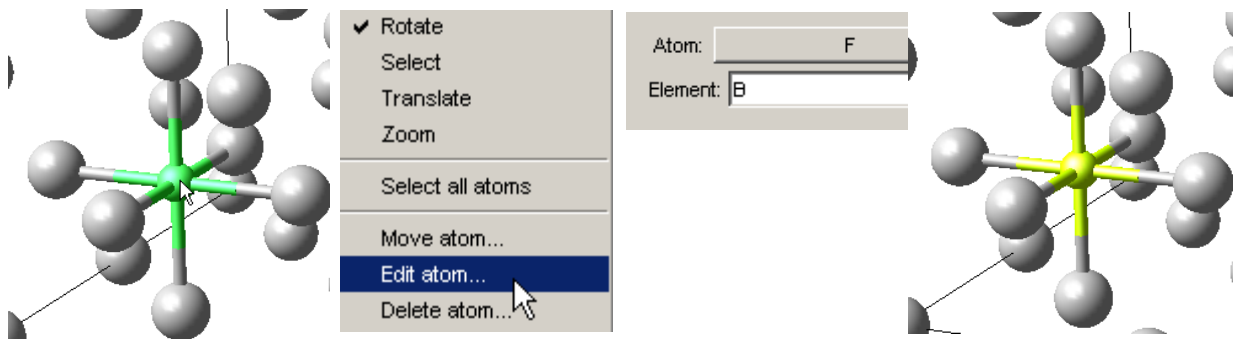 Rotate
Select
Translate
Zoom
Select all atoms
Move atom...
Edit atom...
Delete atom...
Atom: F
Element: B